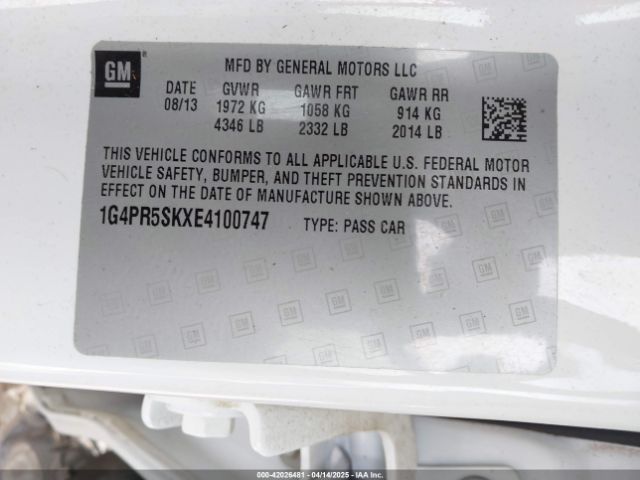 GM
MFD BY GENERAL MOTORS LLC
DATE GVWR GAWR FRT GAWR RR
08/13 1972 KG 1058 KG 914 KG
4346 LB 2332 LB 2014 LB
THIS VEHICLE CONFORMS TO ALL APPLICABLE U.S. FEDERAL MOTOR
VEHICLE SAFETY, BUMPER, AND THEFT PREVENTION STANDARDS IN
EFFECT ON THE DATE OF MANUFACTURE SHOWN ABOVE.
1G4PR5SKXE4100747 TYPE: PASS CAR
000-42026481 - 04/14/2025 - IAAI.COM